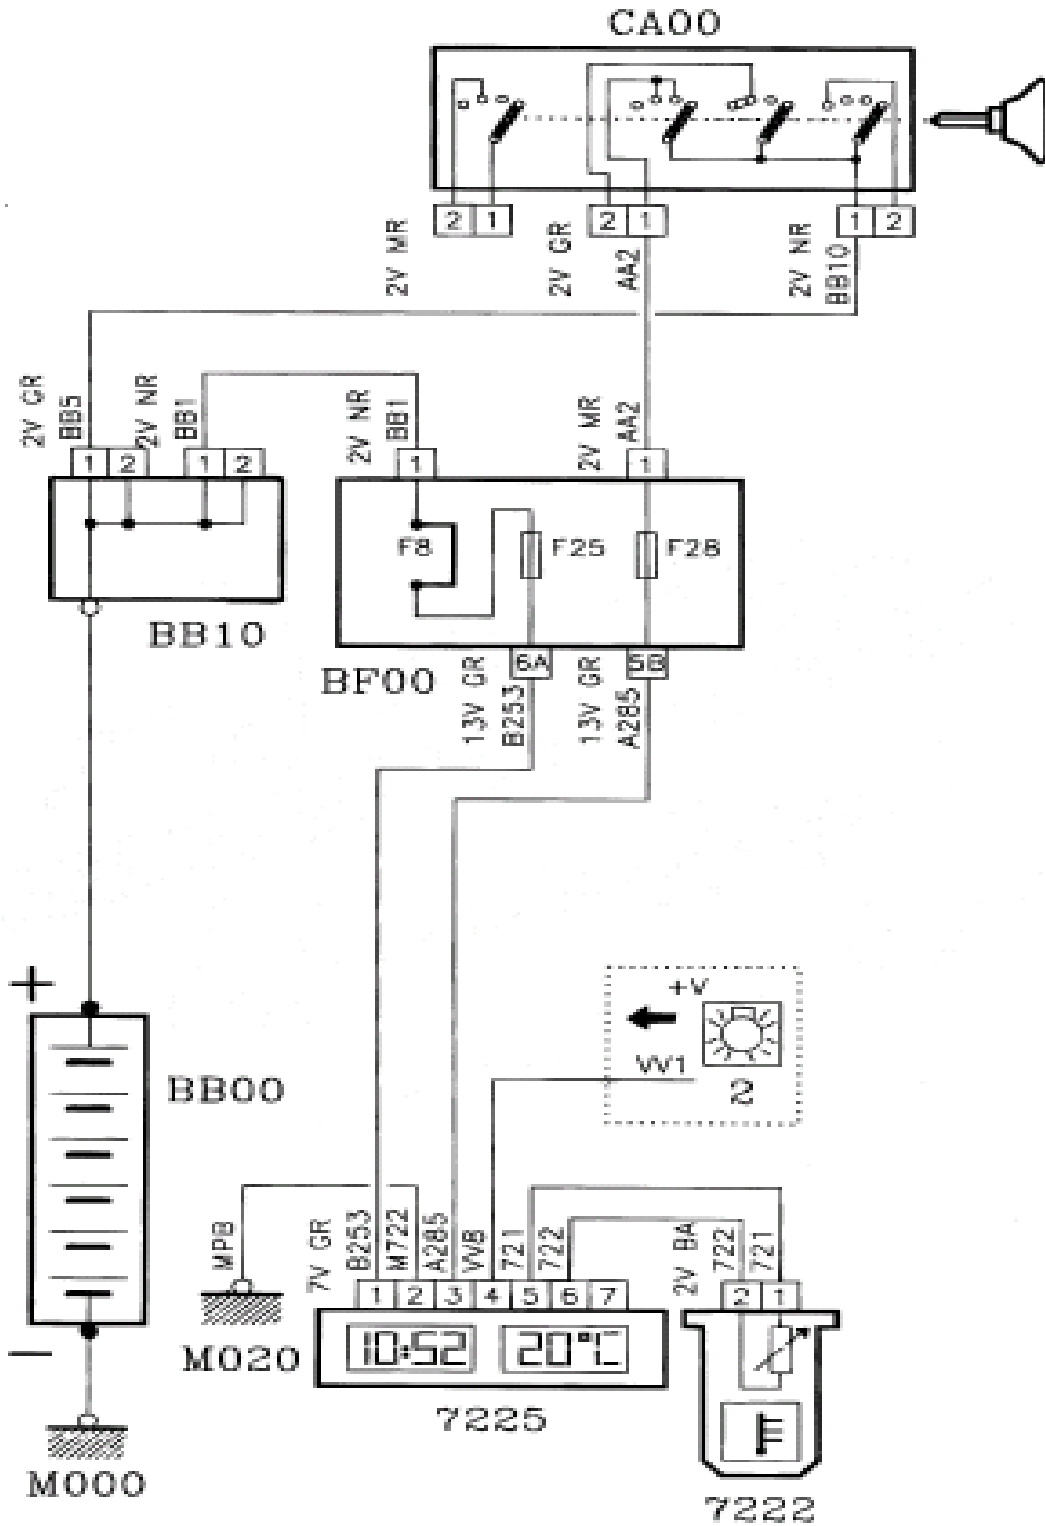 CA00
2 1
2 1
1 2
2V MR
2V GR
AA2
2V NR
BB10
2V GR
BB5
2V NR
BB1
2V NR
BB1
2V MR
AA2
1 2
1 2
1
1
F8
F25
F28
BB10
BF00
6A
5B
13V GR
B253
13V GR
A285
+
+V
VV1
2
BB00
MPB
7V GR
B253
M722
A285
VV8
721
722
2V BA
722
721
1 2 3 4 5 6 7
2 1
M020
10:52
20°C
−
7225
M000
7222